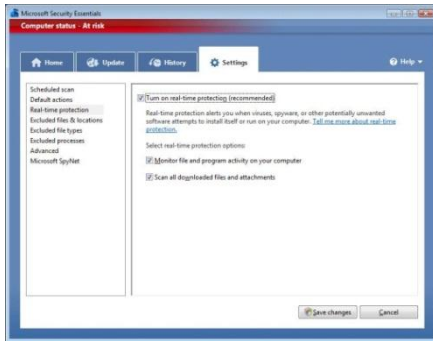 Microsoft Security Essentials
Computer status - At risk
Home
Update
History
Settings
Help
Scheduled scan
Default actions
Real-time protection
Excluded files & locations
Excluded file types
Excluded processes
Advanced
Microsoft SpyNet
Turn on real-time protection (recommended)
Real-time protection alerts you when viruses, spyware, or other potentially unwanted
software attempts to install itself or run on your computer. Tell me more about real-time
protection.
Select real-time protection options:
Monitor file and program activity on your computer
Scan all downloaded files and attachments
Save changes
Cancel